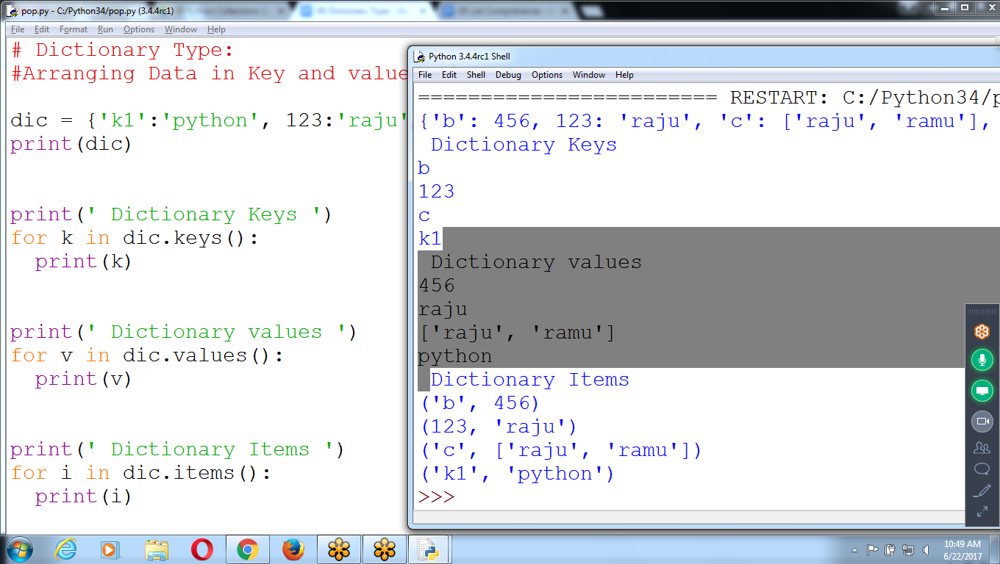 pop.py - C:/Python34/pop.py (3.4.4rc1)
File Edit Format Run Options Window Help
# Dictionary Type:
#Arranging Data in Key and value
dic = {'k1':'python', 123:'raju'
print(dic)
print(' Dictionary Keys ')
for k in dic.keys():
print(k)
print(' Dictionary values ')
for v in dic.values():
print(v)
print(' Dictionary Items ')
for i in dic.items():
print(i)
Python 3.4.4rc1 Shell
File Edit Shell Debug Options Window Help
======================== RESTART: C:/Python34/p
{'b': 456, 123: 'raju', 'c': ['raju', 'ramu'],
Dictionary Keys
b
123
c
k1
Dictionary values
456
raju
['raju', 'ramu']
python
Dictionary Items
('b', 456)
(123, 'raju')
('c', ['raju', 'ramu'])
('k1', 'python')
>>>
10:49 AM
6/22/2017